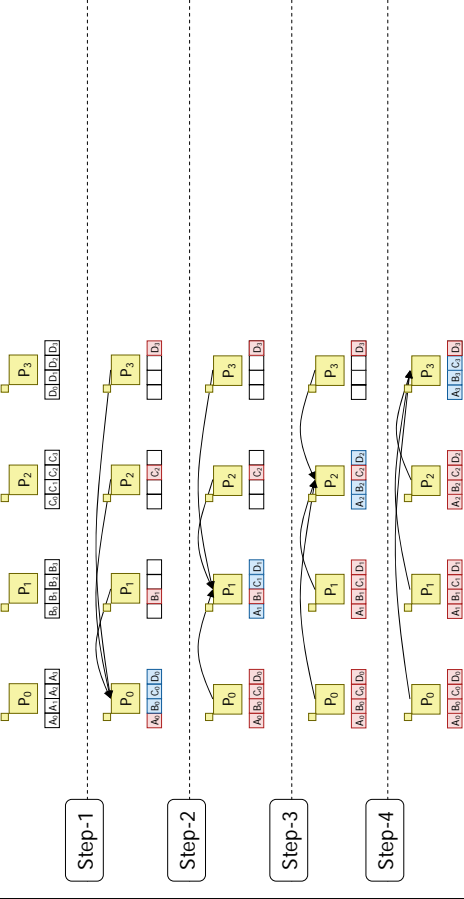 P₀ P₁ P₂ P₃
A₀ A₁ A₂ A₃ B₀ B₁ B₂ B₃ C₀ C₁ C₂ C₃ D₀ D₁ D₂ D₃
Step-1
P₀ P₁ P₂ P₃
A₀ B₀ C₀ D₀ B₁ C₂ D₃
Step-2
P₀ P₁ P₂ P₃
A₀ B₀ C₀ D₀ A₁ B₁ C₁ D₁ C₂ D₃
Step-3
P₀ P₁ P₂ P₃
A₀ B₀ C₀ D₀ A₁ B₁ C₁ D₁ A₂ B₂ C₂ D₂ D₃
Step-4
P₀ P₁ P₂ P₃
A₀ B₀ C₀ D₀ A₁ B₁ C₁ D₁ A₂ B₂ C₂ D₂ A₃ B₃ C₃ D₃